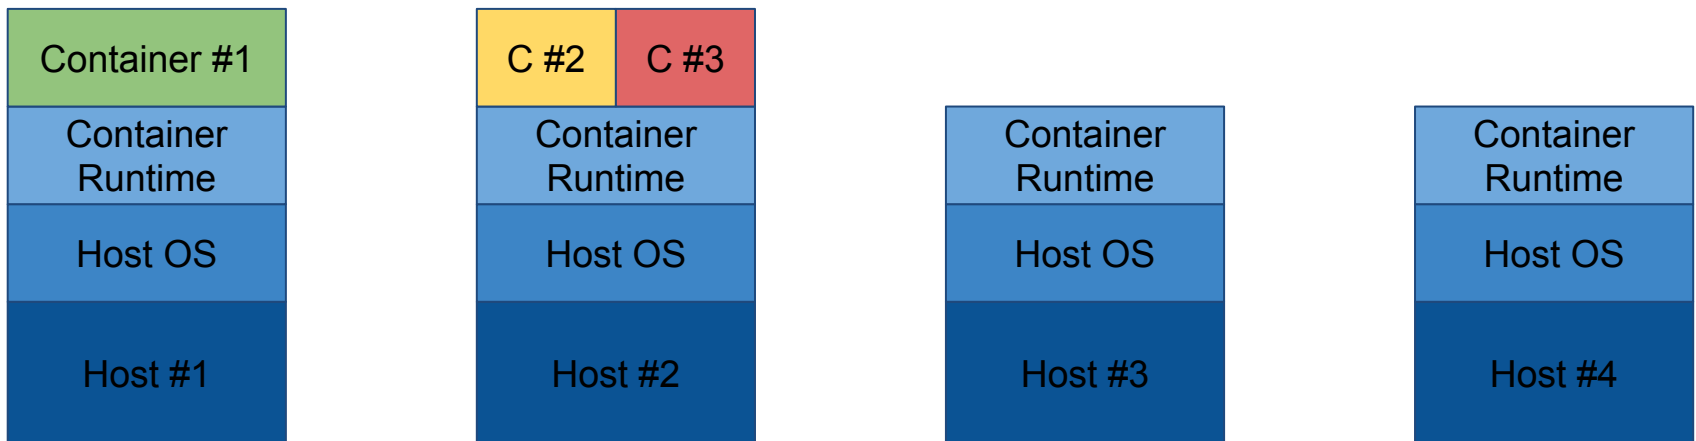 Container #1
Container
Runtime
Host OS
Host #1
C #2
C #3
Container
Runtime
Host OS
Host #2
Container
Runtime
Host OS
Host #3
Container
Runtime
Host OS
Host #4